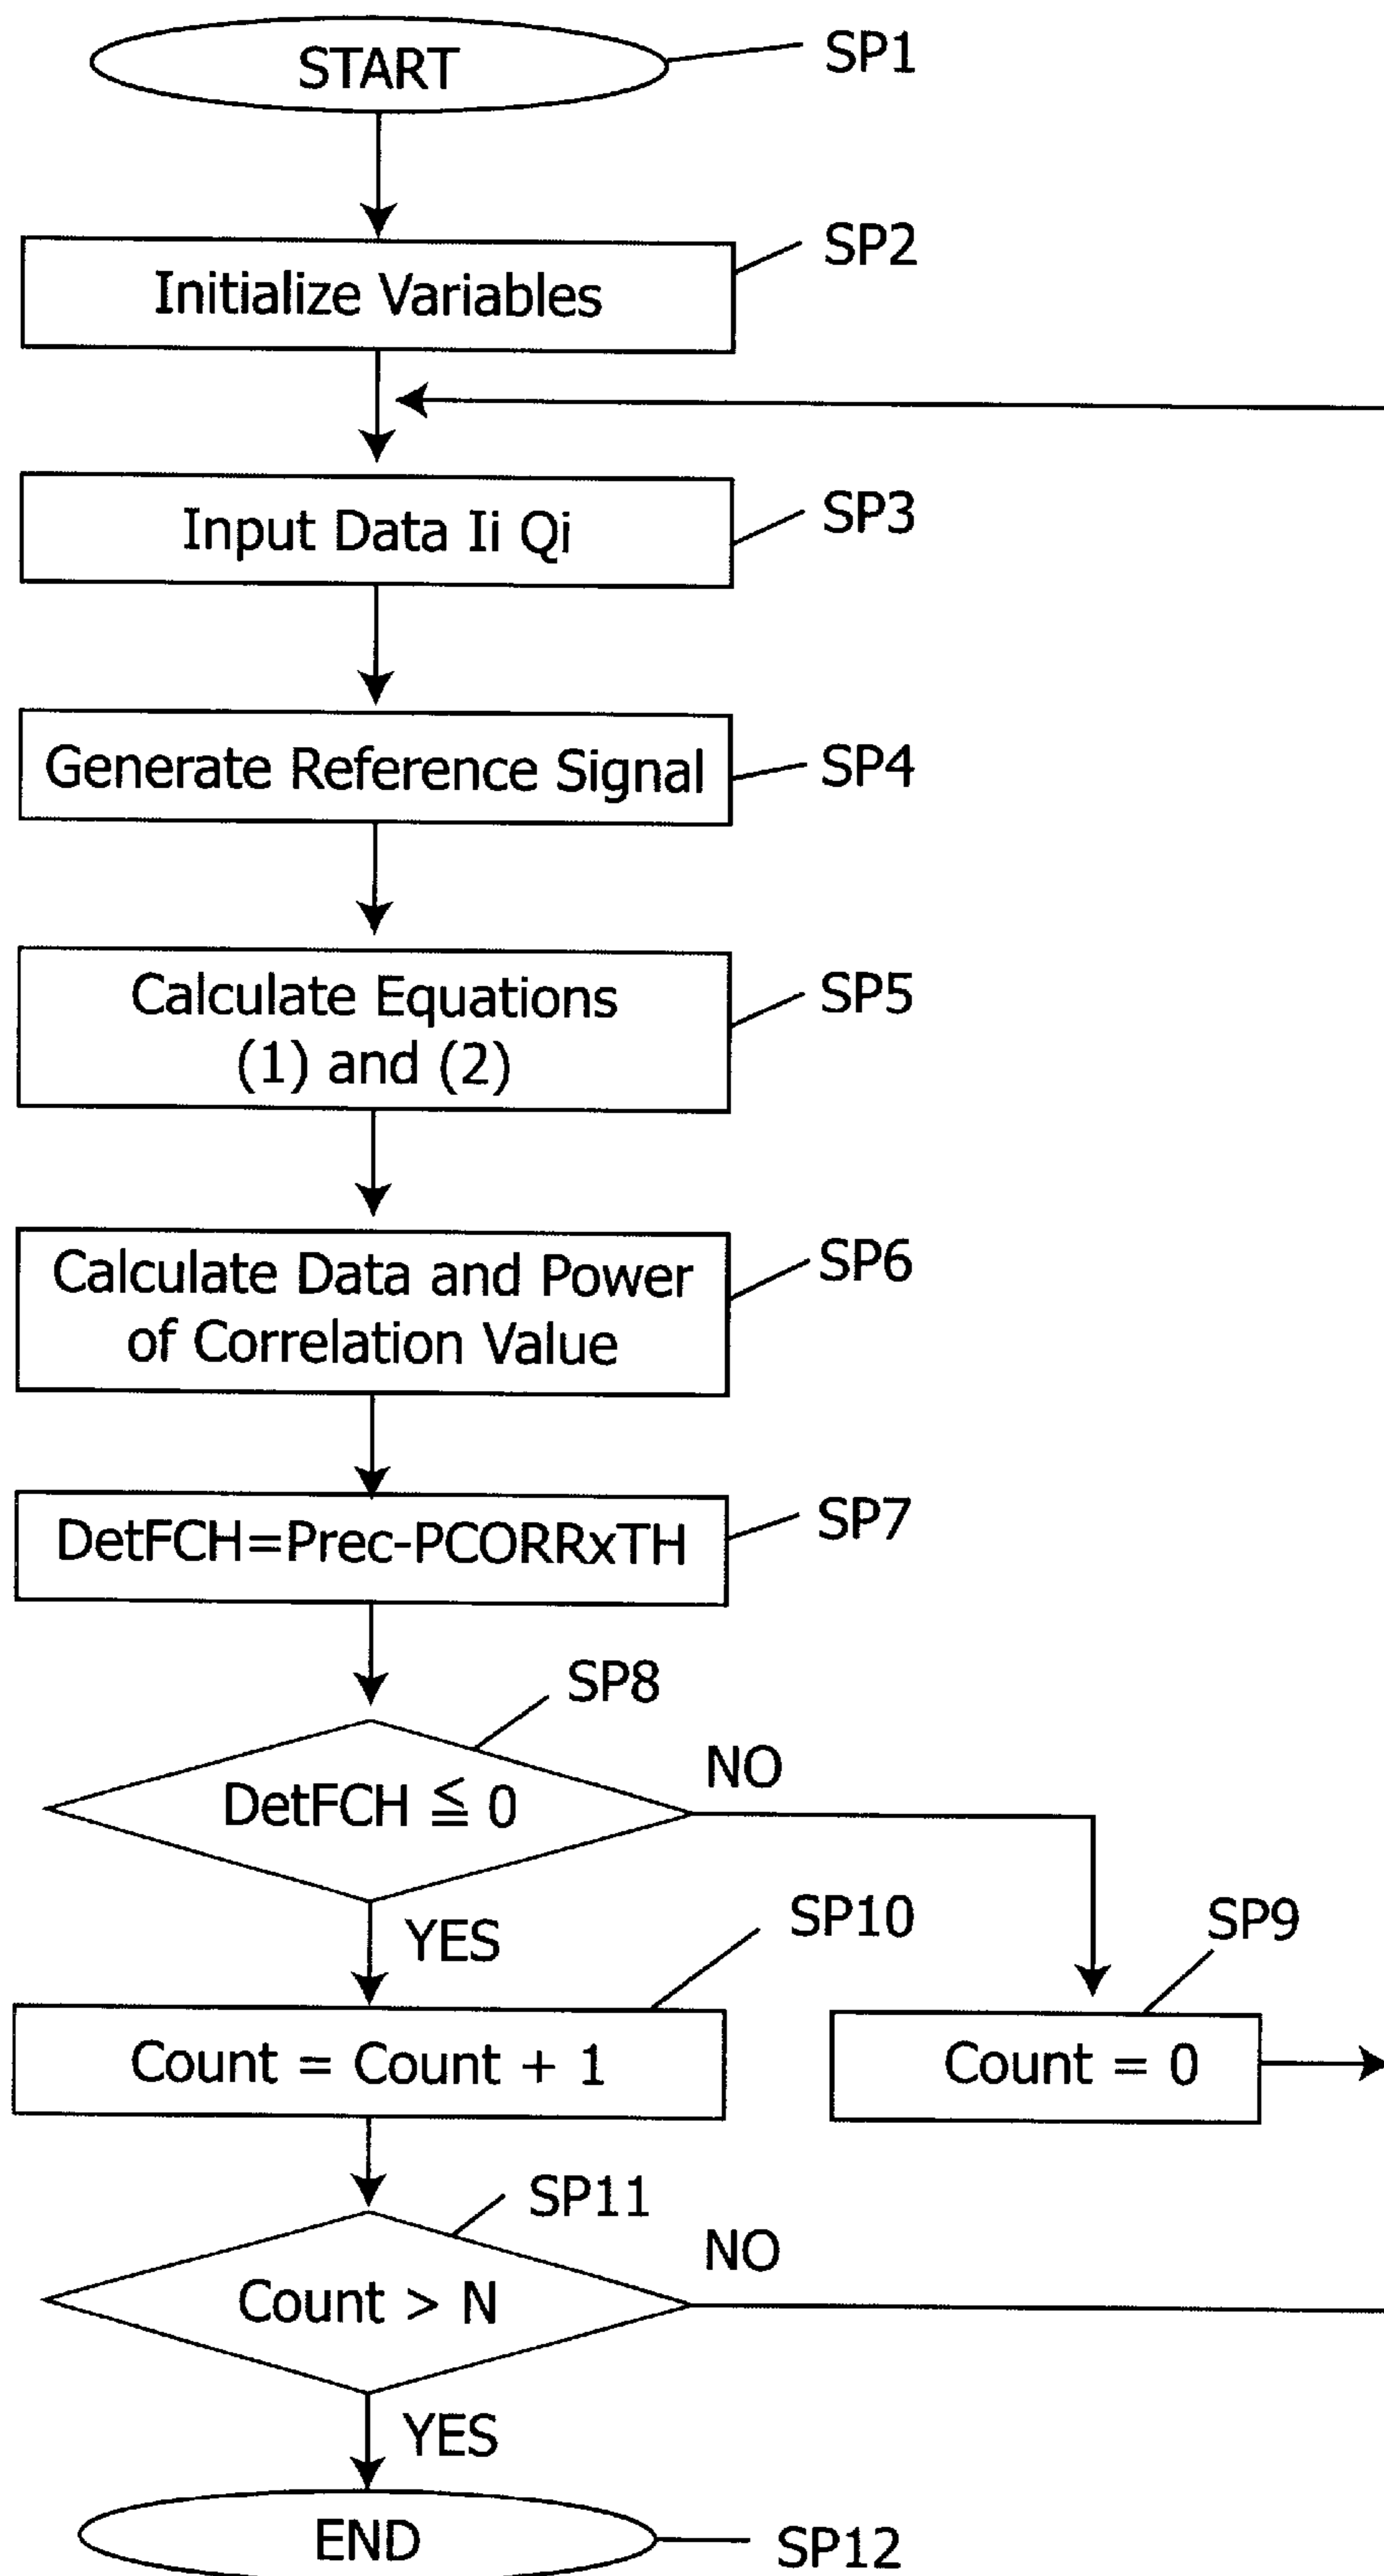 START
SP1
Initialize Variables
SP2
Input Data Ii Qi
SP3
Generate Reference Signal
SP4
Calculate Equations
(1) and (2)
SP5
Calculate Data and Power
of Correlation Value
SP6
DetFCH=Prec-PCORRxTH
SP7
SP8
DetFCH ≦ 0
NO
YES
SP10
SP9
Count = Count + 1
Count = 0
SP11
NO
Count > N
YES
END
SP12